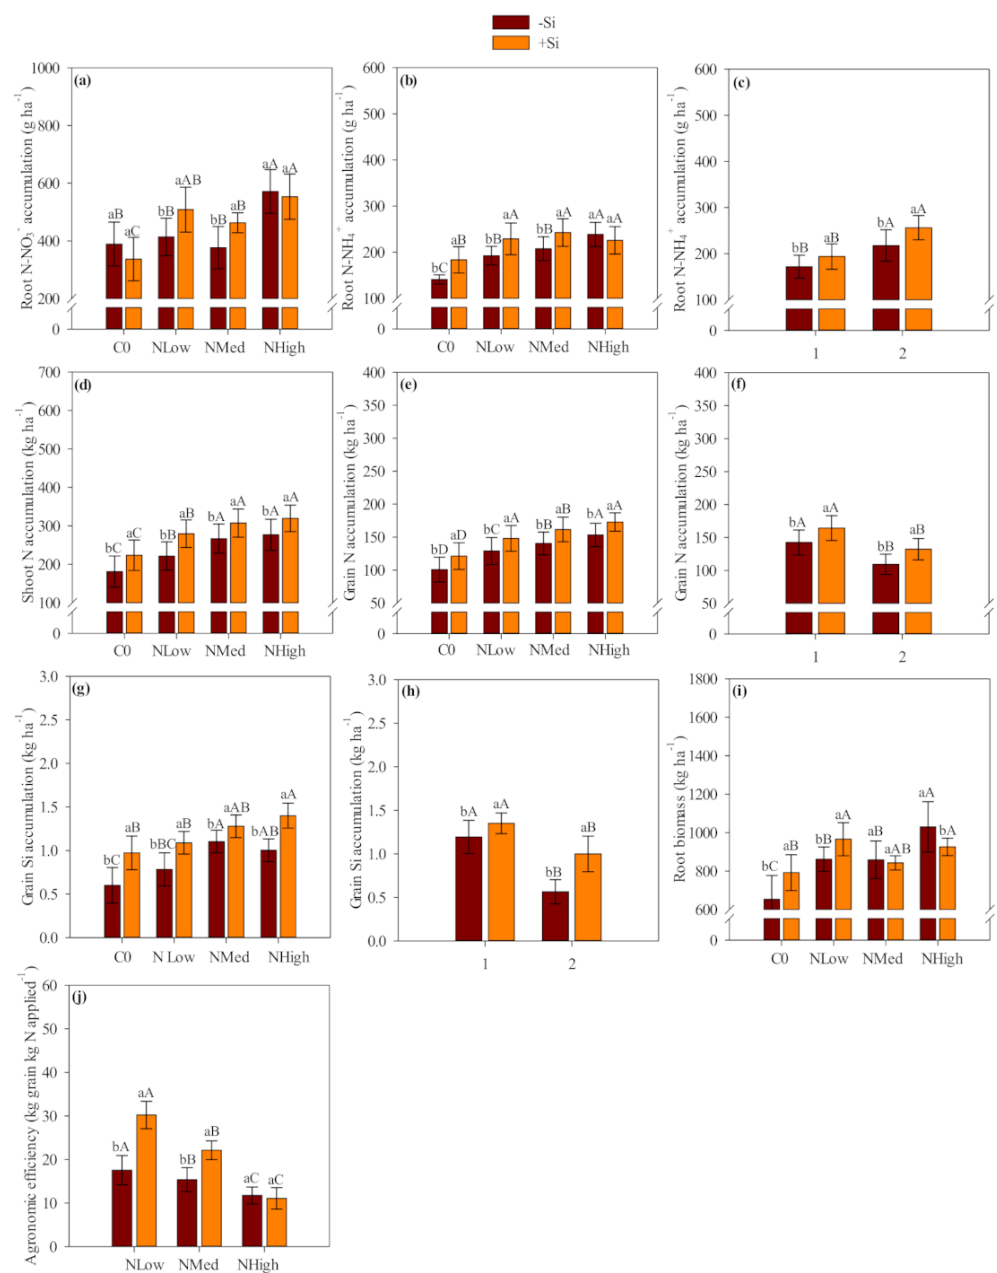 -Si
+Si
(a)
Root N-NO3- accumulation (g ha-1)
1000
800
600
400
200
0
aB
aC
bB
aAB
bB
aB
aA
aA
C0
NLow
NMed
NHigh
(b)
Root N-NH4+ accumulation (g ha-1)
600
500
400
300
200
100
0
bC
aB
bB
aA
bB
aA
aA
aA
C0
NLow
NMed
NHigh
(c)
Root N-NH4+ accumulation (g ha-1)
600
500
400
300
200
100
0
bB
aB
bA
aA
1
2
(d)
Shoot N accumulation (kg ha-1)
700
600
500
400
300
200
100
0
bC
aC
bB
aB
bA
aA
bA
aA
C0
NLow
NMed
NHigh
(e)
Grain N accumulation (kg ha-1)
400
350
300
250
200
150
100
50
0
bD
aD
bC
aC
bB
aB
bA
aA
C0
NLow
NMed
NHigh
(f)
Grain N accumulation (kg ha-1)
400
350
300
250
200
150
100
50
0
bA
aA
bB
aB
1
2
(g)
Grain Si accumulation (kg ha-1)
3.0
2.5
2.0
1.5
1.0
0.5
0.0
bC
aB
bBC
aB
bA
aAB
bAB
aA
C0
N Low
NMed
NHigh
(h)
Grain Si accumulation (kg ha-1)
3.0
2.5
2.0
1.5
1.0
0.5
0.0
bA
aA
bB
aB
1
2
(i)
Root biomass (kg ha-1)
1800
1600
1400
1200
1000
800
600
0
bC
aB
bB
aA
aB
aAB
aA
bA
C0
NLow
NMed
NHigh
(j)
Agronomic efficiency (kg grain kg N applied-1)
60
50
40
30
20
10
0
bA
aA
bB
aB
aC
aC
NLow
NMed
NHigh